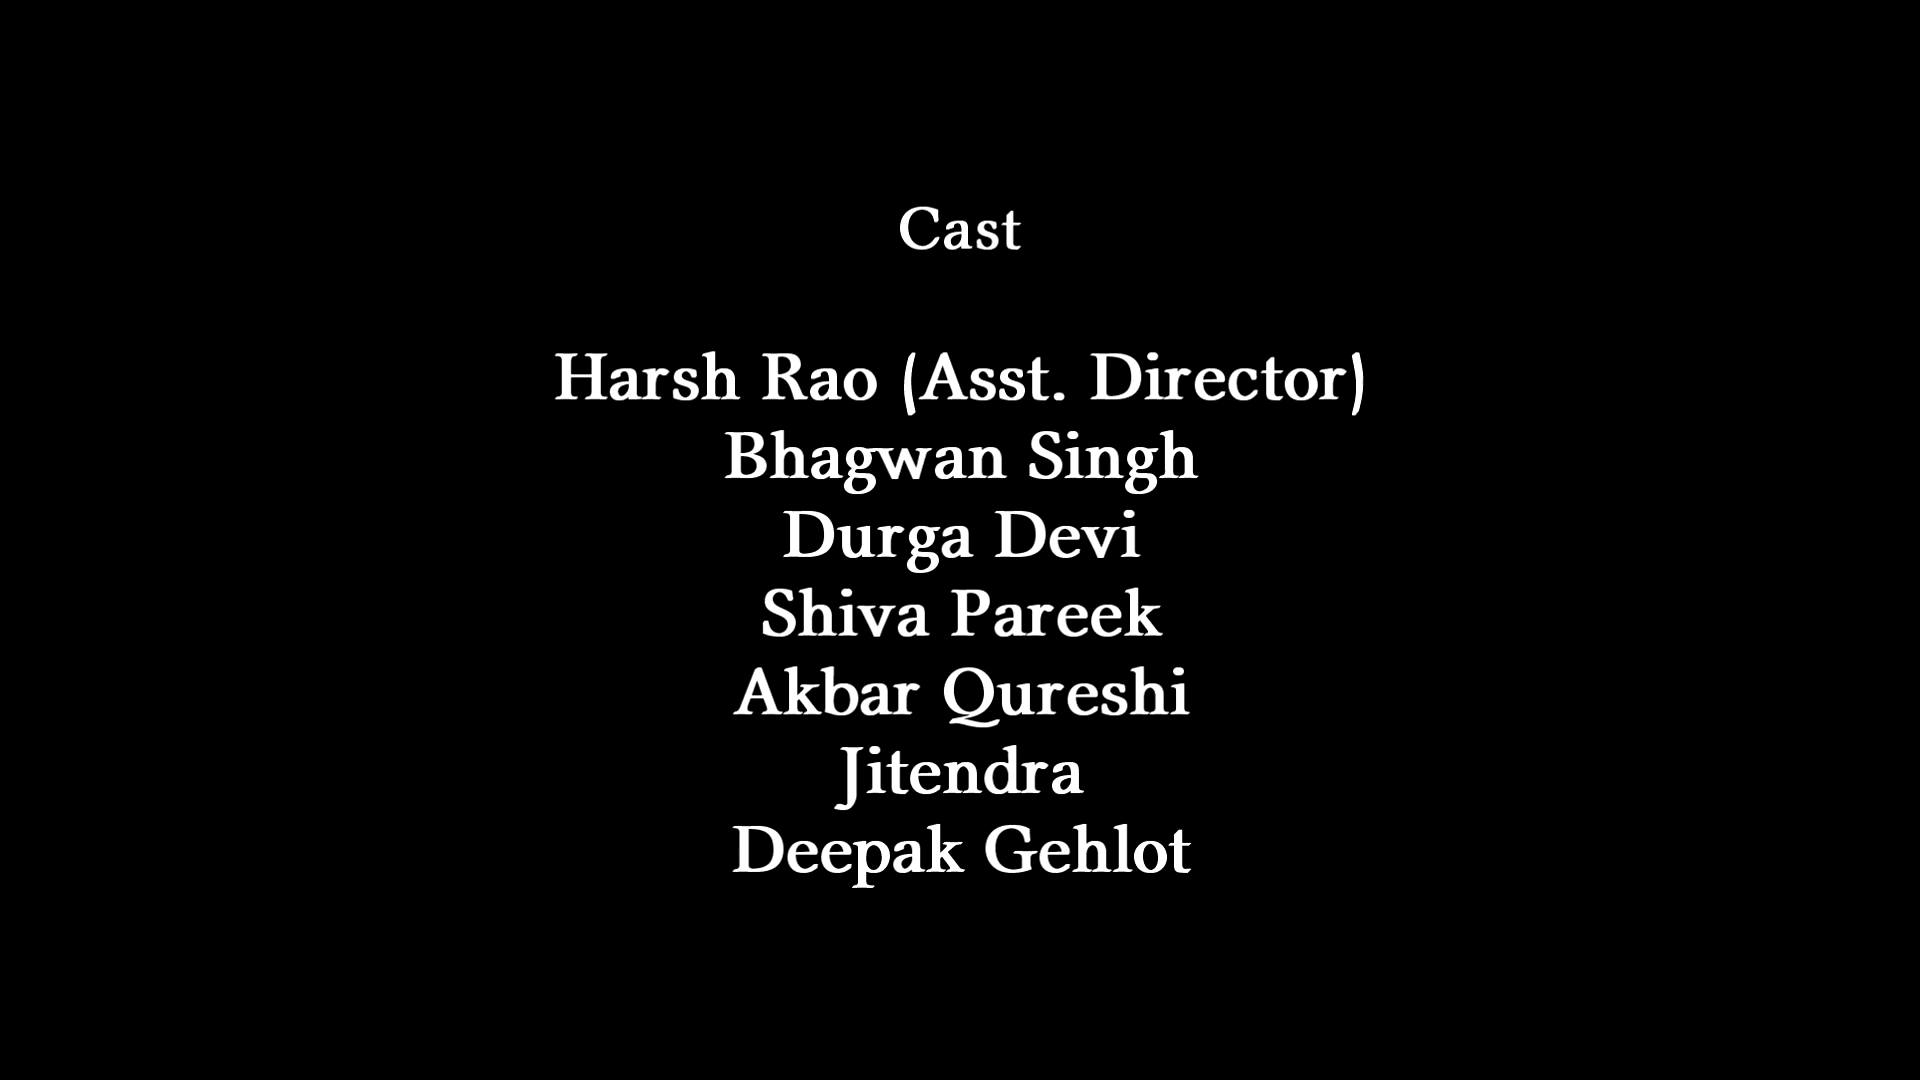 Cast
Harsh Rao (Asst. Director)
Bhagwan Singh
Durga Devi
Shiva Pareek
Akbar Qureshi
Jitendra
Deepak Gehlot